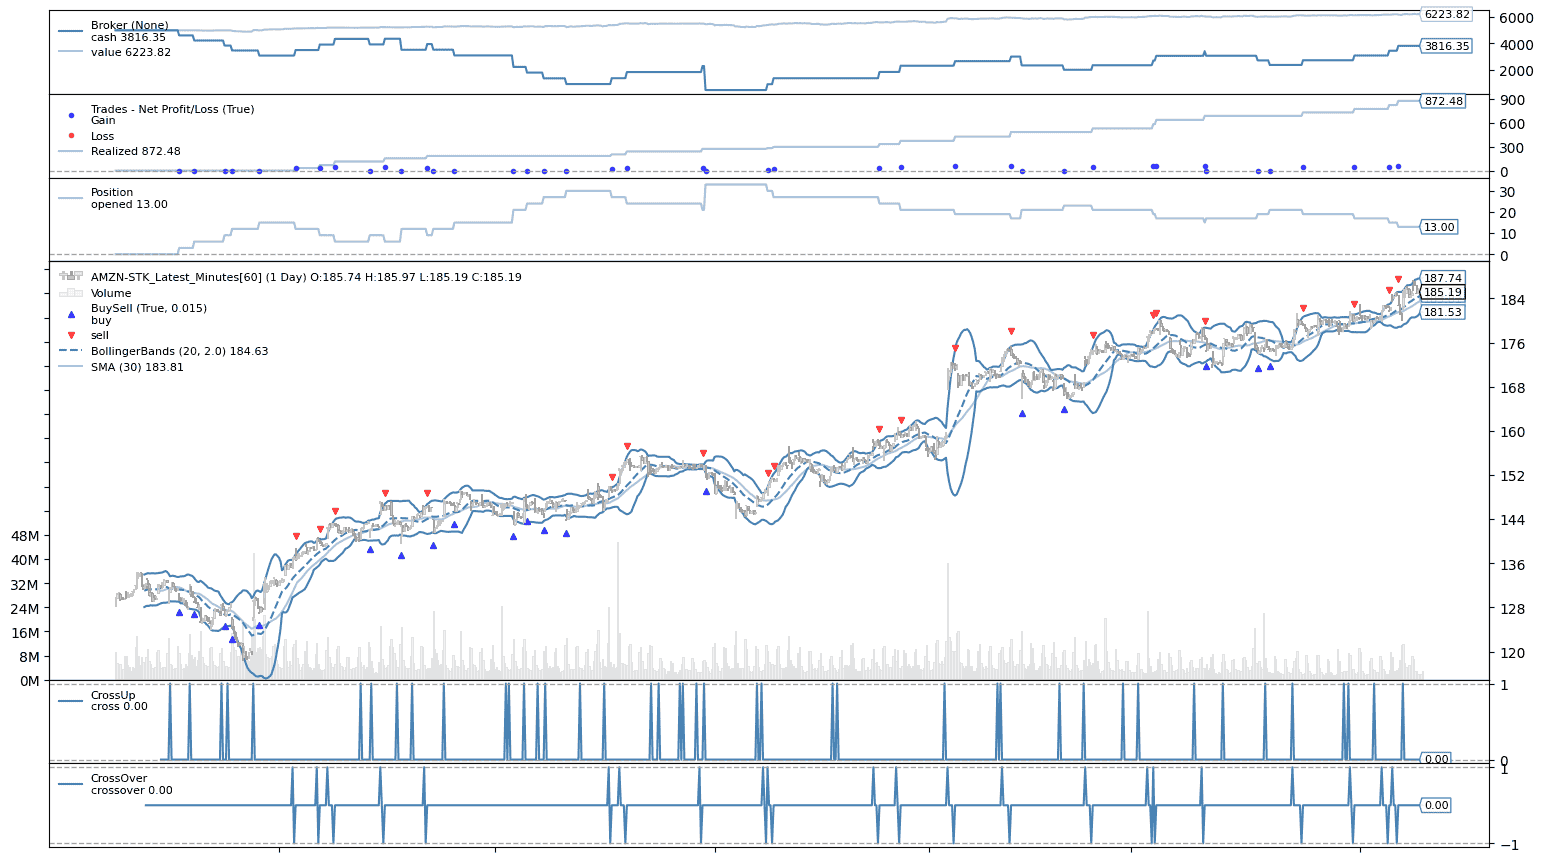 Broker (None)
cash 3816.35
value 6223.82
6223.82
3816.35
6000
4000
2000
Trades - Net Profit/Loss (True)
Gain
Loss
Realized 872.48
872.48
900
600
300
0
Position
opened 13.00
13.00
30
20
10
0
AMZN-STK_Latest_Minutes[60] (1 Day) O:185.74 H:185.97 L:185.19 C:185.19
Volume
BuySell (True, 0.015)
buy
sell
BollingerBands (20, 2.0) 184.63
SMA (30) 183.81
187.74
185.19
181.53
184
176
168
160
152
144
136
128
120
48M
40M
32M
24M
16M
8M
0M
CrossUp
cross 0.00
1
0.00
0
CrossOver
crossover 0.00
1
0.00
−1